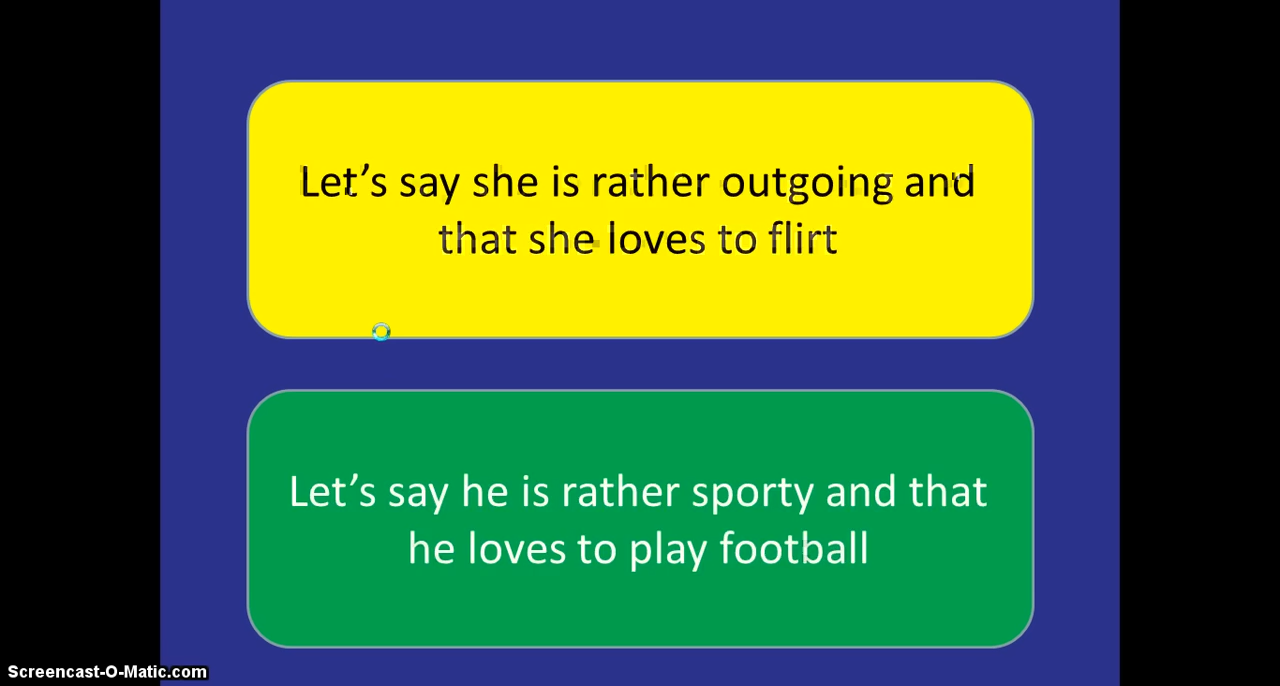 Let’s say she is rather outgoing and
that she loves to flirt
Let’s say he is rather sporty and that
he loves to play football
Screencast-O-Matic.com